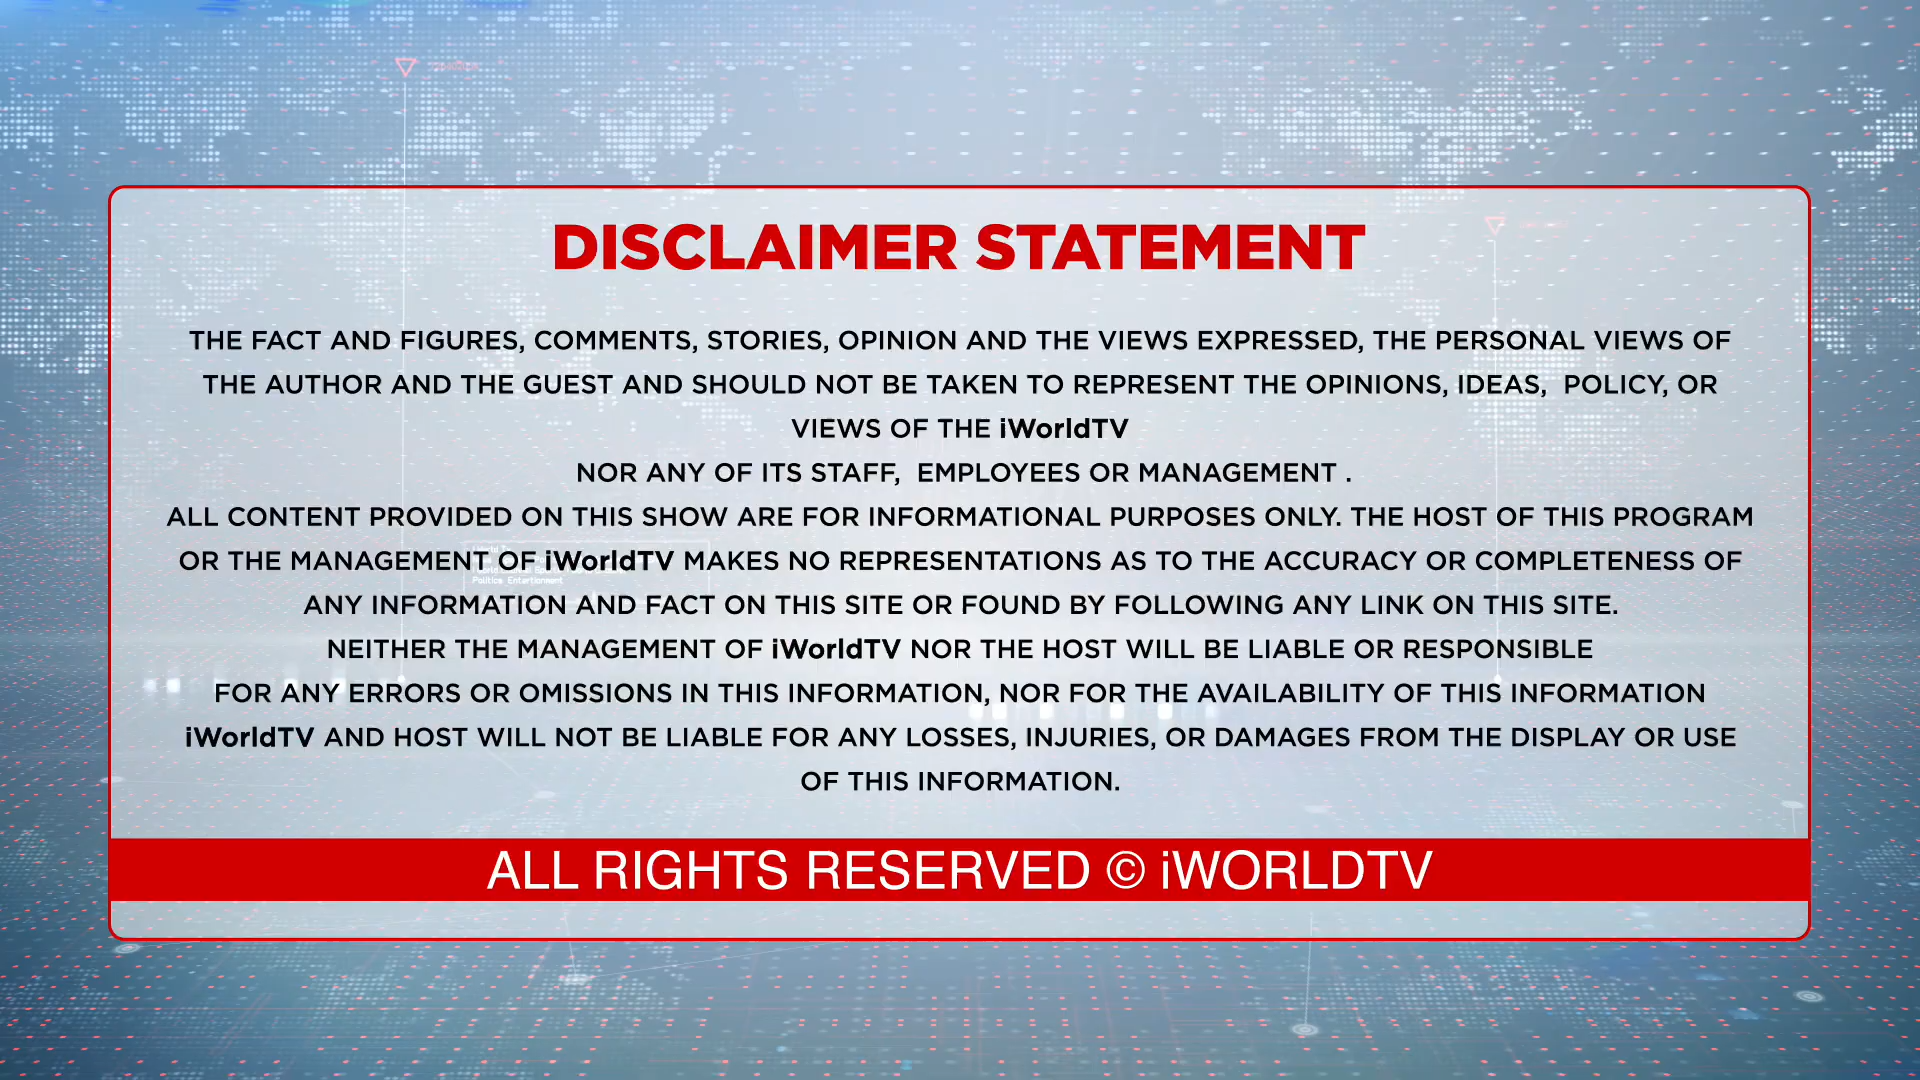 DISCLAIMER STATEMENT
THE FACT AND FIGURES, COMMENTS, STORIES, OPINION AND THE VIEWS EXPRESSED, THE PERSONAL VIEWS OF
THE AUTHOR AND THE GUEST AND SHOULD NOT BE TAKEN TO REPRESENT THE OPINIONS, IDEAS, POLICY, OR
VIEWS OF THE iWorldTV
NOR ANY OF ITS STAFF, EMPLOYEES OR MANAGEMENT .
ALL CONTENT PROVIDED ON THIS SHOW ARE FOR INFORMATIONAL PURPOSES ONLY. THE HOST OF THIS PROGRAM
OR THE MANAGEMENT OF iWorldTV MAKES NO REPRESENTATIONS AS TO THE ACCURACY OR COMPLETENESS OF
Politics Entertionment
ANY INFORMATION AND FACT ON THIS SITE OR FOUND BY FOLLOWING ANY LINK ON THIS SITE.
NEITHER THE MANAGEMENT OF iWorldTV NOR THE HOST WILL BE LIABLE OR RESPONSIBLE
FOR ANY ERRORS OR OMISSIONS IN THIS INFORMATION, NOR FOR THE AVAILABILITY OF THIS INFORMATION
iWorldTV AND HOST WILL NOT BE LIABLE FOR ANY LOSSES, INJURIES, OR DAMAGES FROM THE DISPLAY OR USE
OF THIS INFORMATION.
ALL RIGHTS RESERVED © iWORLDTV